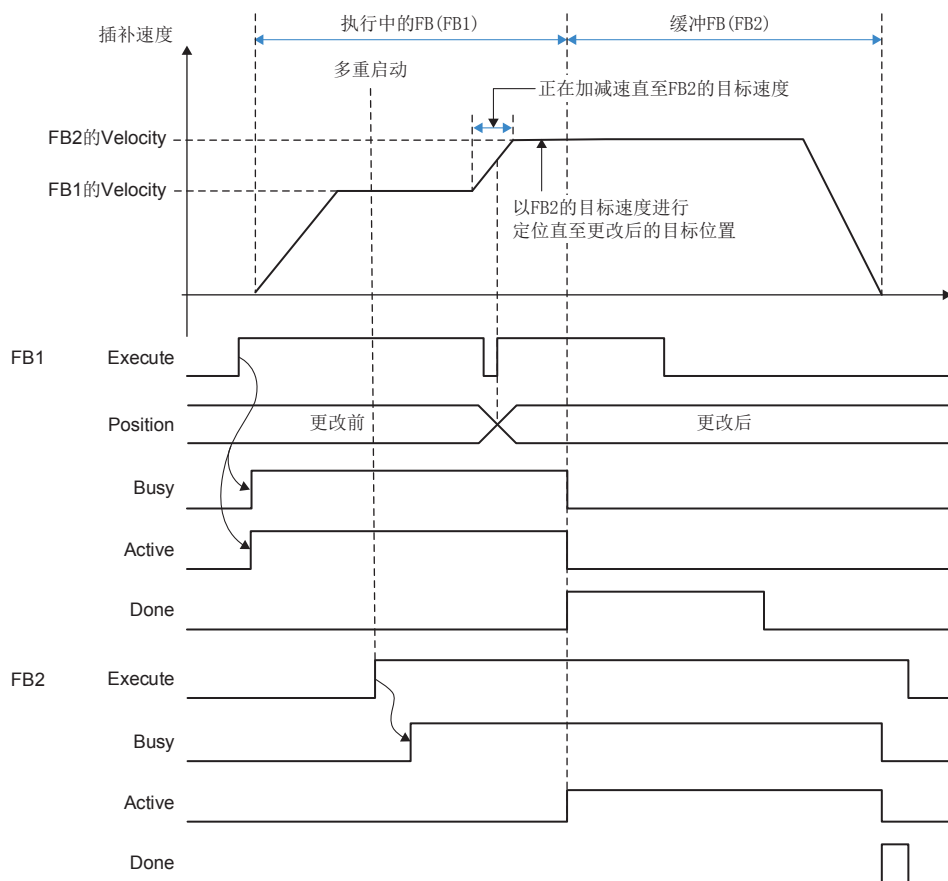 插补速度
执行中的FB(FB1)
缓冲FB(FB2)
多重启动
正在加减速直至FB2的目标速度
FB2的Velocity
FB1的Velocity
以FB2的目标速度进行
定位直至更改后的目标位置
FB1
Execute
Position
更改前
更改后
Busy
Active
Done
FB2
Execute
Busy
Active
Done